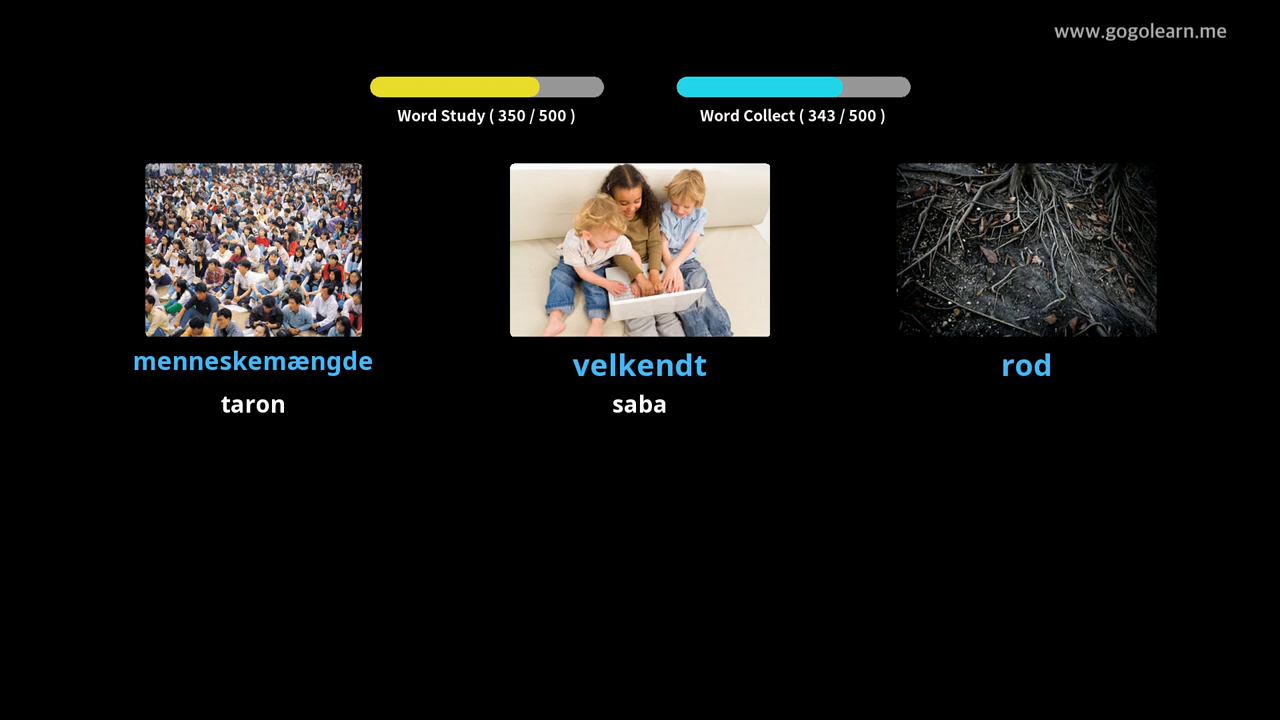 www.gogolearn.me
Word Study ( 350 / 500 )
Word Collect ( 343 / 500 )
menneskemængde
velkendt
rod
taron
saba